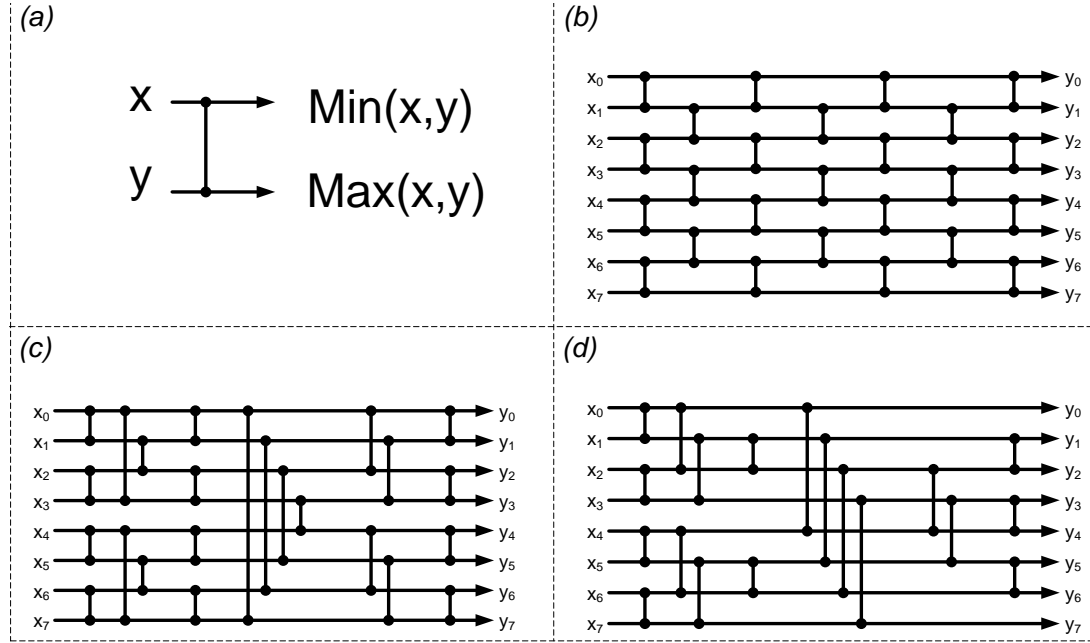 (a)
x Min(x,y)
y Max(x,y)
(b)
x0 y0
x1 y1
x2 y2
x3 y3
x4 y4
x5 y5
x6 y6
x7 y7
(c)
x0 y0
x1 y1
x2 y2
x3 y3
x4 y4
x5 y5
x6 y6
x7 y7
(d)
x0 y0
x1 y1
x2 y2
x3 y3
x4 y4
x5 y5
x6 y6
x7 y7